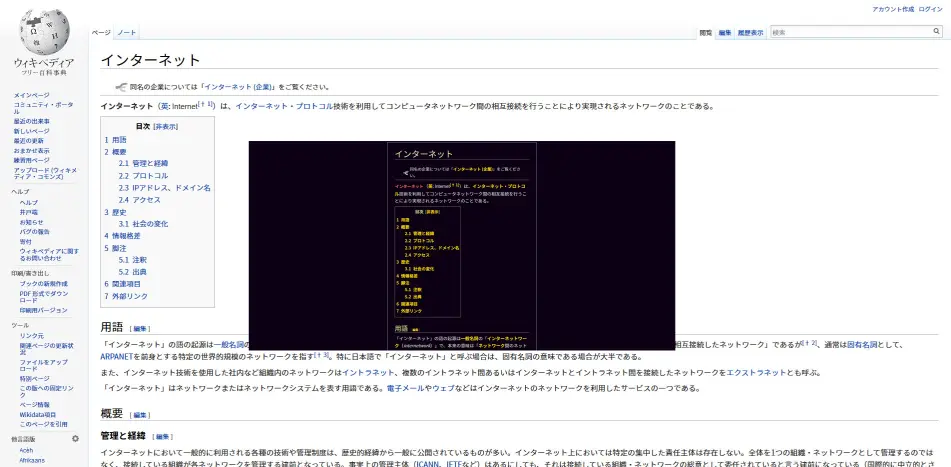 アカウント作成 ログイン
ウィキペディア
フリー百科事典
ページ ノート
閲覧 編集 履歴表示 検索
メインページ
コミュニティ・ポータル
最近の出来事
新しいページ
最近の更新
おまかせ表示
練習用ページ
アップロード (ウィキメディア・コモンズ)
ヘルプ
ヘルプ
井戸端
お知らせ
バグの報告
寄付
ウィキペディアに関するお問い合わせ
印刷/書き出し
ブックの新規作成
PDF 形式でダウンロード
印刷用バージョン
ツール
リンク元
関連ページの更新状況
ファイルをアップロード
特別ページ
この版への固定リンク
ページ情報
Wikidata項目
このページを引用
他言語版
Acèh
Afrikaans
インターネット
同名の企業については「インターネット (企業)」をご覧ください。
インターネット（英: Internet[† 1]）は、インターネット・プロトコル技術を利用してコンピュータネットワーク間の相互接続を行うことにより実現されるネットワークのことである。
目次 [非表示]
1 用語
2 概要
2.1 管理と経緯
2.2 プロトコル
2.3 IPアドレス、ドメイン名
2.4 アクセス
3 歴史
3.1 社会の変化
4 情報格差
5 脚注
5.1 注釈
5.2 出典
6 関連項目
7 外部リンク
インターネット
同名の企業については「インターネット (企業)」をご覧ください。
インターネット（英: Internet[† 1]）は、インターネット・プロトコ
ル技術を利用してコンピュータネットワーク間の相互接続を行うこ
とにより実現されるネットワークのことである。
目次 [非表示]
1 用語
2 概要
2.1 管理と経緯
2.2 プロトコル
2.3 IPアドレス、ドメイン名
2.4 アクセス
3 歴史
3.1 社会の変化
4 情報格差
5 脚注
5.1 注釈
5.2 出典
6 関連項目
7 外部リンク
用語
「インターネット」の語の起源は一般名詞の「インターネットワー
ク（internetwork）」で、本来の意味は「ネットワーク間のネット
用語 [編集]
「インターネット」の語の起源は一般名詞の 相互接続したネットワーク」であるが[† 2]、通常は固有名詞として、
ARPANETを前身とする特定の世界的規模のネットワークを指す[† 3]。特に日本語で「インターネット」と呼ぶ場合は、固有名詞の意味である場合が大半である。
また、インターネット技術を使用した社内など組織内のネットワークはイントラネット、複数のイントラネット間あるいはインターネットとイントラネット間を接続したネットワークをエクストラネットとも呼ぶ。
「インターネット」はネットワークまたはネットワークシステムを表す用語である。電子メールやウェブなどはインターネットのネットワークを利用したサービスの一つである。
概要 [編集]
管理と経緯 [編集]
インターネットにおいて一般的に利用される各種の技術や管理制度は、歴史的経緯から一般に公開されているものが多い。インターネット上においては特定の集中した責任主体は存在しない。全体を1つの組織・ネットワークとして管理するのでは
なく、接続している組織が各ネットワークを管理する建前となっている。事実上の管理主体（ICANN、IETFなど）はあるにしても、それは接続している組織・ネットワークの総意として委任されていると言う建前になっている（国際的に中立的とさ